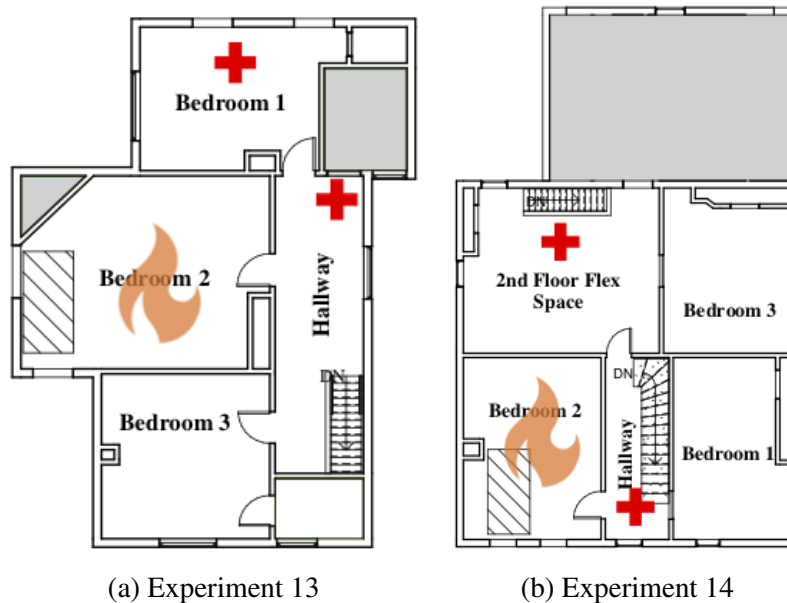 Bedroom 1
Bedroom 2
Hallway
DN
Bedroom 3
(a) Experiment 13
DN
2nd Floor Flex
Space
Bedroom 3
DN
Bedroom 2
Hallway
Bedroom 1
(b) Experiment 14